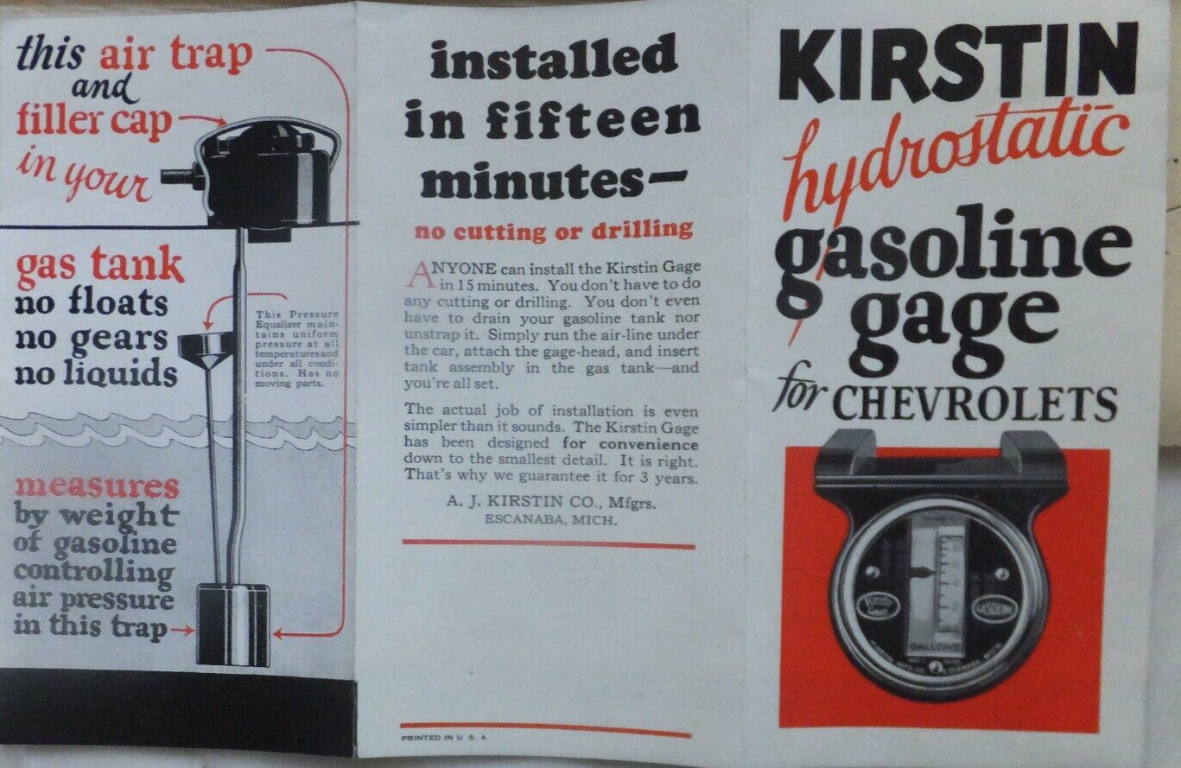 this air trap
and
filler cap
in your
gas tank
no floats
no gears
no liquids
This Pressure
Equalizer main-
tains uniform
pressure at all
temperatures and
under all condi-
tions. Has no
moving parts.
measures
by weight
of gasoline
controlling
air pressure
in this trap
installed
in fifteen
minutes—
no cutting or drilling
ANYONE can install the Kirstin Gage
in 15 minutes. You don't have to do
any cutting or drilling. You don't even
have to drain your gasoline tank nor
unstrap it. Simply run the air-line under
the car, attach the gage-head, and insert
tank assembly in the gas tank—and
you're all set.
The actual job of installation is even
simpler than it sounds. The Kirstin Gage
has been designed for convenience
down to the smallest detail. It is right.
That's why we guarantee it for 3 years.
A. J. KIRSTIN CO., Mfgrs.
ESCANABA, MICH.
PRINTED IN U. S. A.
KIRSTIN
hydrostatic
gasoline
gage
for CHEVROLETS
GASOLINE
GALLONS